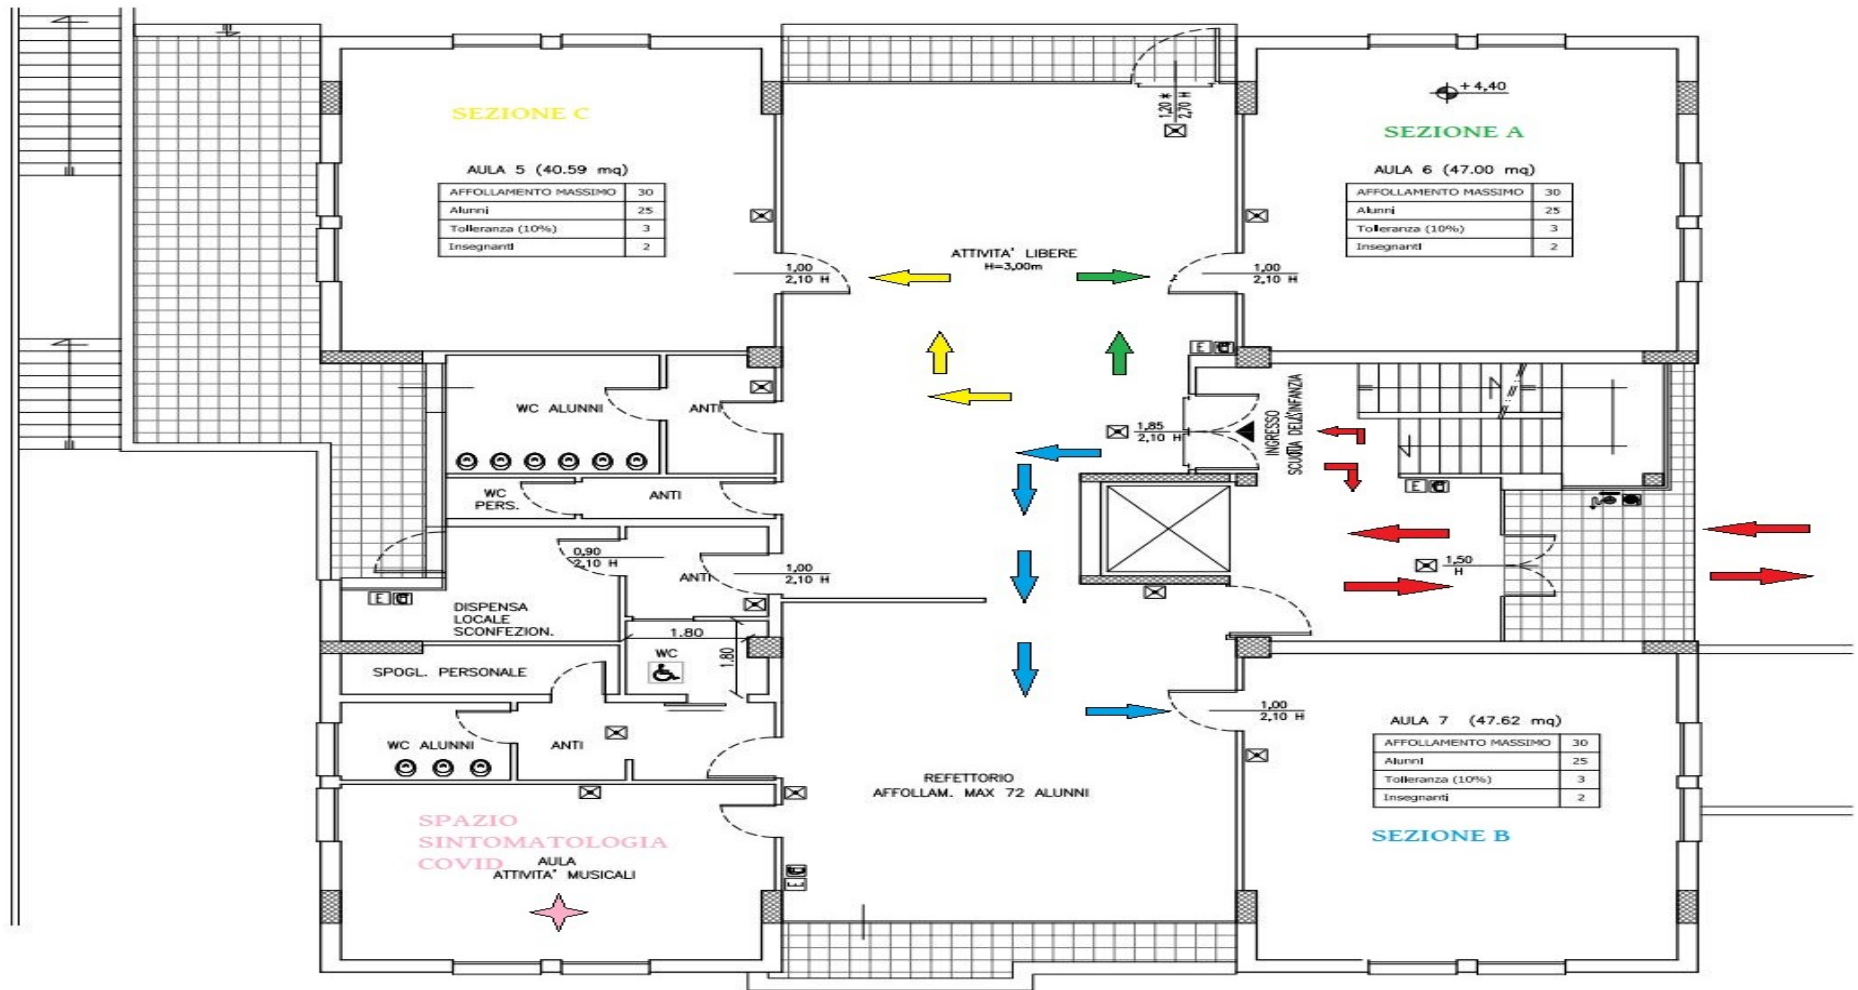 SEZIONE C
AULA 5 (40.59 mq)
AFFOLLAMENTO MASSIMO 30
Alunni 25
Tolleranza (10%) 3
Insegnanti 2
1,20 *
2,70 H
+4,40
SEZIONE A
AULA 6 (47.00 mq)
AFFOLLAMENTO MASSIMO 30
Alunni 25
Tolleranza (10%) 3
Insegnanti 2
ATTIVITA' LIBERE
H=3,00m
1,00
2,10 H
1,00
2,10 H
E
WC ALUNNI
ANTI
1,85
2,10 H
INGRESSO
SCUOLA DELL'INFANZIA
E
WC
PERS.
ANTI
0,90
2,10 H
ANTI
1,00
2,10 H
1,50
H
E
DISPENSA
LOCALE
SCONFEZION.
1.80
1.80
WC
SPOGL. PERSONALE
WC ALUNNI
ANTI
1,00
2,10 H
AULA 7 (47.62 mq)
AFFOLLAMENTO MASSIMO 30
Alunni 25
Tolleranza (10%) 3
Insegnanti 2
SEZIONE B
REFETTORIO
AFFOLLAM. MAX 72 ALUNNI
SPAZIO
SINTOMATOLOGIA
COVID
AULA
ATTIVITA' MUSICALI
E